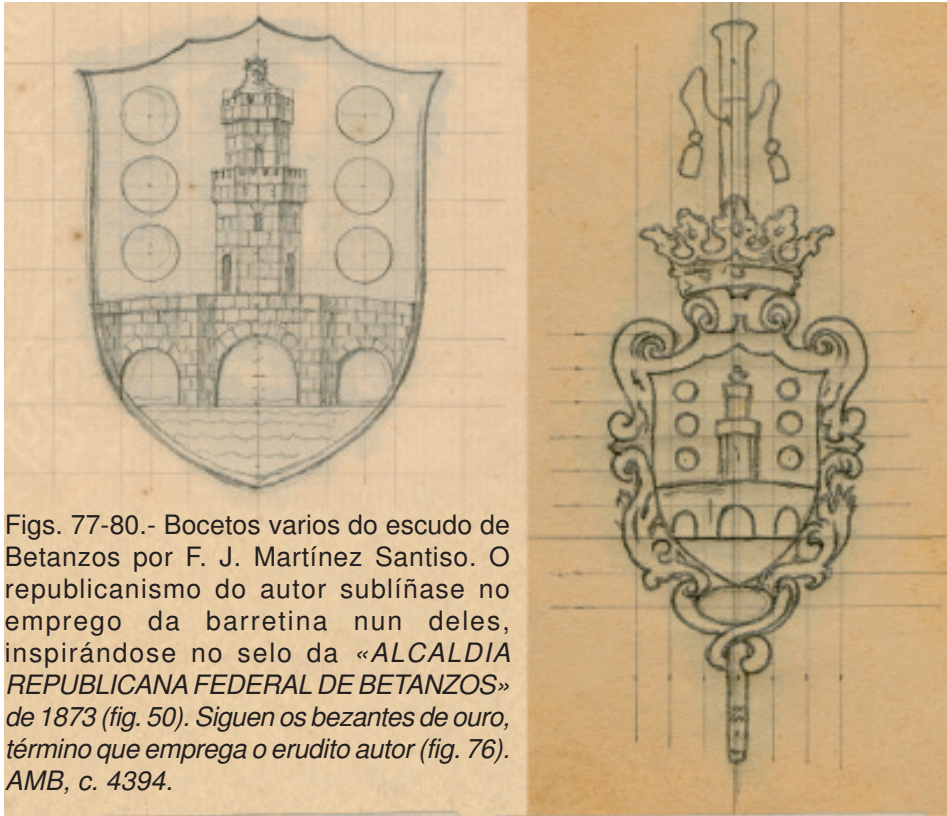 Figs. 77-80.- Bocetos varios do escudo de
Betanzos por F. J. Martínez Santiso. O
republicanismo do autor sublíñase no
emprego da barretina nun deles,
inspirándose no selo da «ALCALDIA
REPUBLICANA FEDERAL DE BETANZOS»
de 1873 (fig. 50). Siguen os bezantes de ouro,
término que emprega o erudito autor (fig. 76).
AMB, c. 4394.